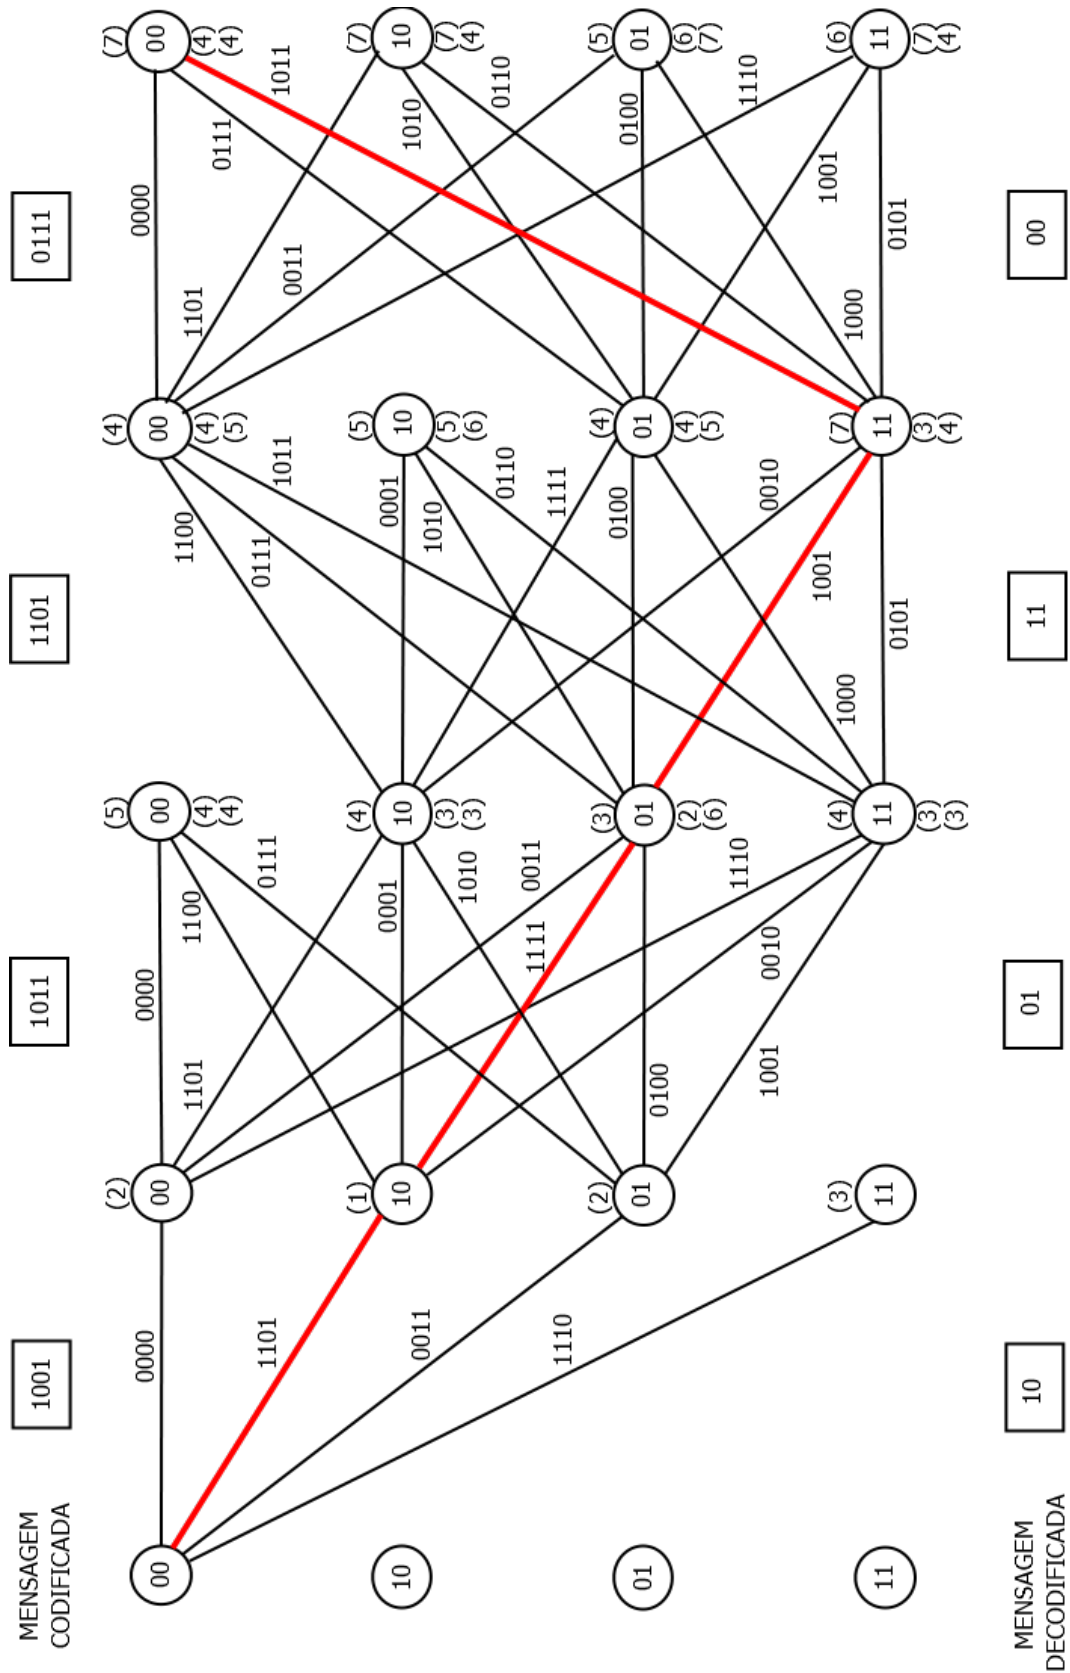 MENSAGEM
CODIFICADA
1001 1011 1101 0111
(2) (5) (4) (7)
0000 0000 0000
00 00 00 00 00
1101 1100 1100 1101
(4) (4) (4)
0111
(4) (5) (4)
1101 0111 0111
1011 0011 1011
(1) (4) (5) (7)
0001 0001
10 10 10 10 10
1010
0011 1010
(3) (5) (7)
1010
(3) (6) (4)
0110 0110
0011
1111 1111
1110
(2) (3) (4) (5)
0100 0100
01 01 01 01 01
0100
(2) (4) (6)
(6) (5) (7)
1110 1110
1001 0010 0010
1001 1001
(3) (4) (7) (6)
1000 1000
11 11 11 11 11
0101 0101
(3) (3) (7)
(3) (4) (4)
MENSAGEM
DECODIFICADA
10 01 11 00